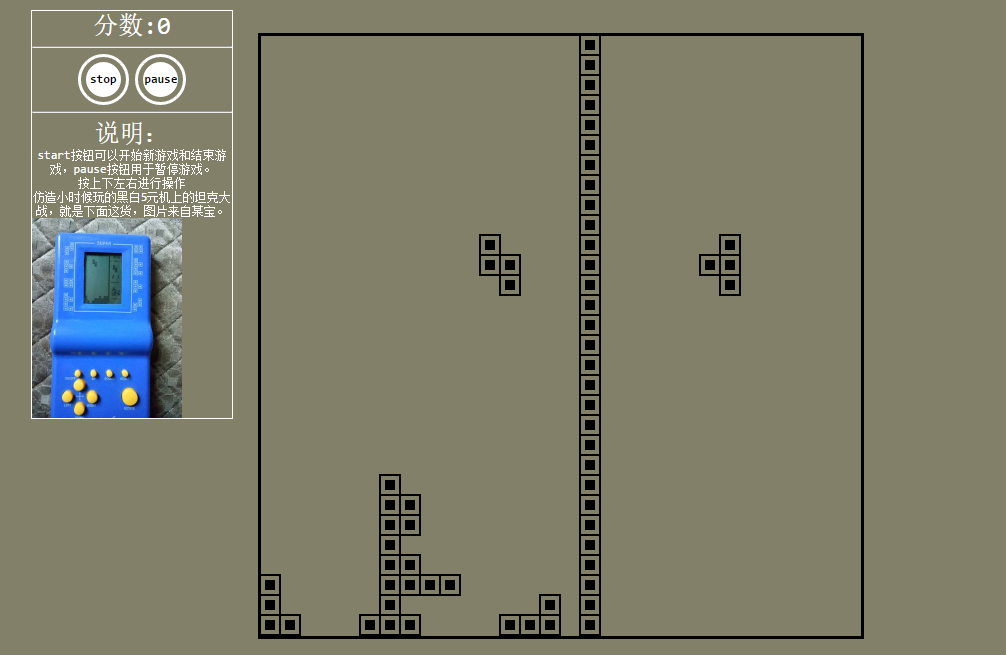 分数:0
stop
pause
说明:
start按钮可以开始新游戏和结束游
戏, pause按钮用于暂停游戏。
按上下左右进行操作
仿造小时候玩的黑白5元机上的坦克大
战, 就是下面这货, 图片来自某宝。